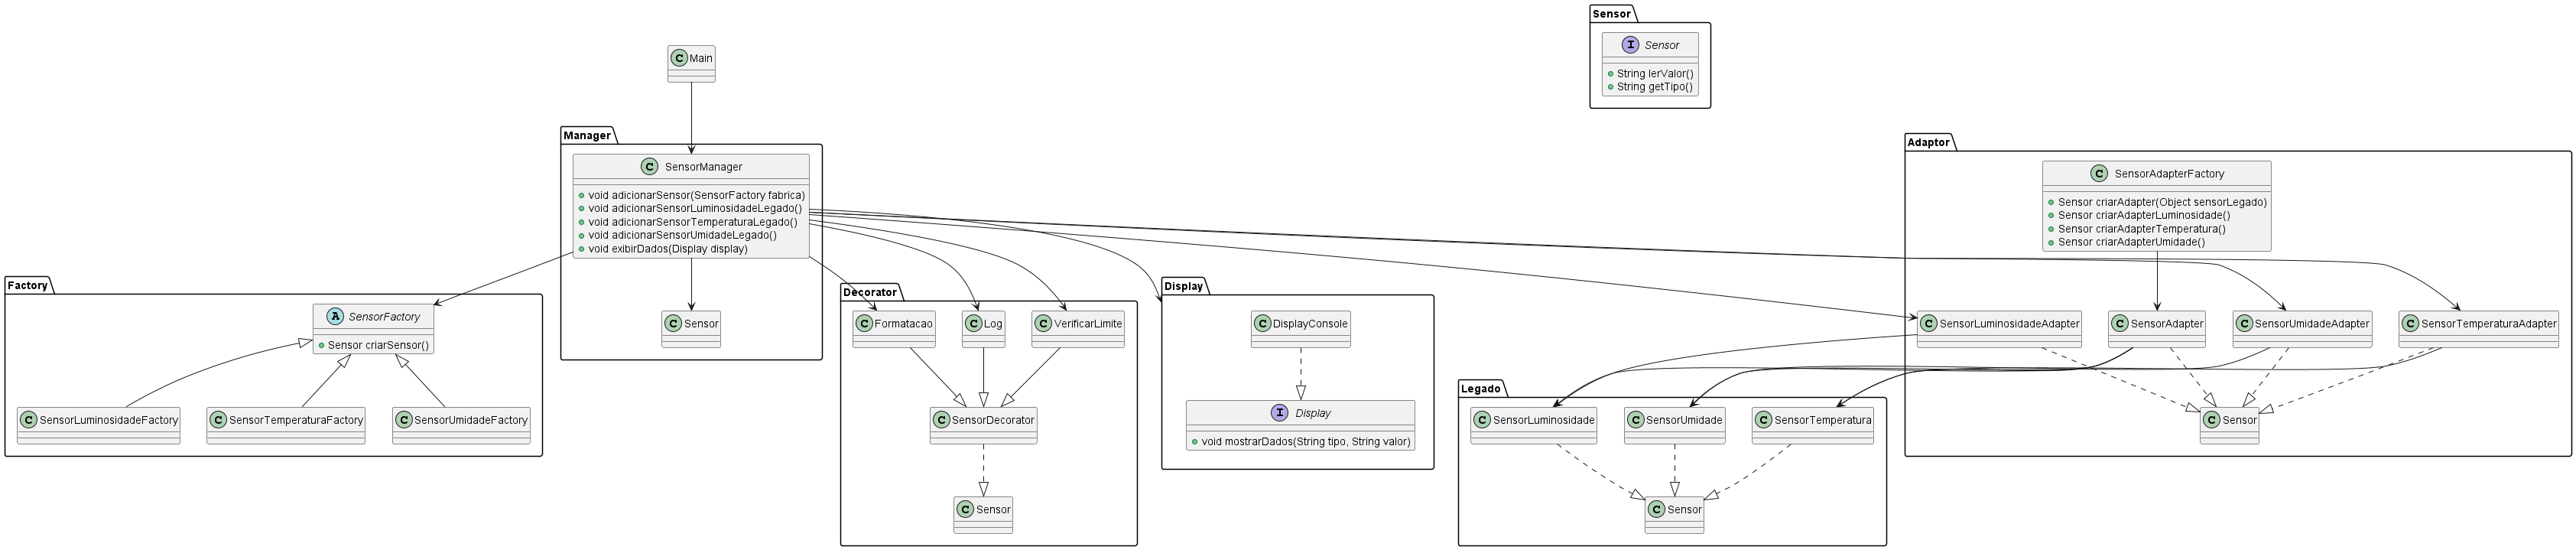 Sensor
I Sensor
String lerValor()
String getTipo()
C Main
Manager
C SensorManager
void adicionarSensor(SensorFactory fabrica)
void adicionarSensorLuminosidadeLegado()
void adicionarSensorTemperaturaLegado()
void adicionarSensorUmidadeLegado()
void exibirDados(Display display)
C Sensor
Adaptor
C SensorAdapterFactory
Sensor criarAdapter(Object sensorLegado)
Sensor criarAdapterLuminosidade()
Sensor criarAdapterTemperatura()
Sensor criarAdapterUmidade()
C SensorLuminosidadeAdapter
C SensorAdapter
C SensorUmidadeAdapter
C SensorTemperaturaAdapter
C Sensor
Factory
A SensorFactory
Sensor criarSensor()
C SensorLuminosidadeFactory
C SensorTemperaturaFactory
C SensorUmidadeFactory
Decorator
C Formatacao
C Log
C VerificarLimite
C SensorDecorator
C Sensor
Display
C DisplayConsole
I Display
void mostrarDados(String tipo, String valor)
Legado
C SensorLuminosidade
C SensorUmidade
C SensorTemperatura
C Sensor